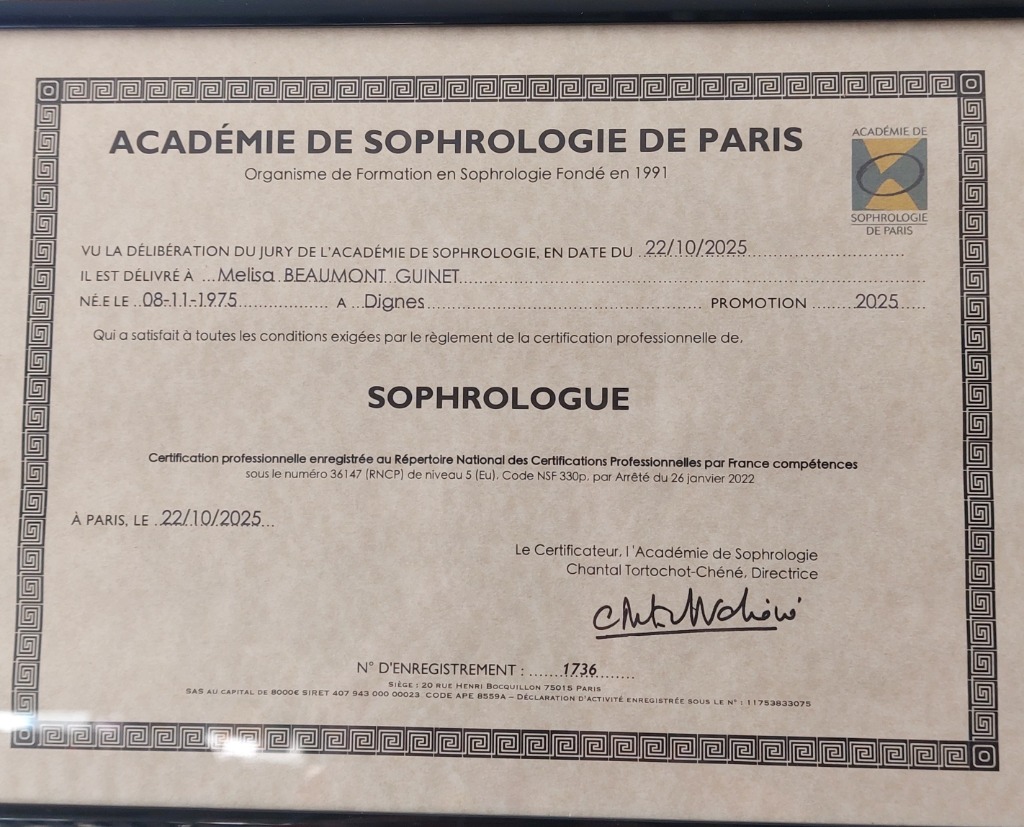 ACADÉMIE DE SOPHROLOGIE DE PARIS
Organisme de Formation en Sophrologie Fondé en 1991
ACADÉMIE DE
SOPHROLOGIE
DE PARIS
VU LA DÉLIBÉRATION DU JURY DE L'ACADÉMIE DE SOPHROLOGIE, EN DATE DU 22/10/2025
IL EST DÉLIVRÉ À Melisa BEAUMONT GUINET
NÉ.E LE 08-11-1975 A Dignes PROMOTION 2025
Qui a satisfait à toutes les conditions exigées par le règlement de la certification professionnelle de,
SOPHROLOGUE
Certification professionnelle enregistrée au Répertoire National des Certifications Professionnelles par France compétences
sous le numéro 36147 (RNCP) de niveau 5 (Eu), Code NSF 330p, par Arrêté du 26 janvier 2022
À PARIS, LE 22/10/2025
Le Certificateur, l'Académie de Sophrologie
Chantal Tortochot-Chéné, Directrice
N° D'ENREGISTREMENT : 1736
SIÈGE : 20 RUE HENRI BOCQUILLON 75015 PARIS
SAS AU CAPITAL DE 8000€ SIRET 407 943 000 00023 CODE APE 8559A – DÉCLARATION D'ACTIVITÉ ENREGISTRÉE SOUS LE N° : 11753833075